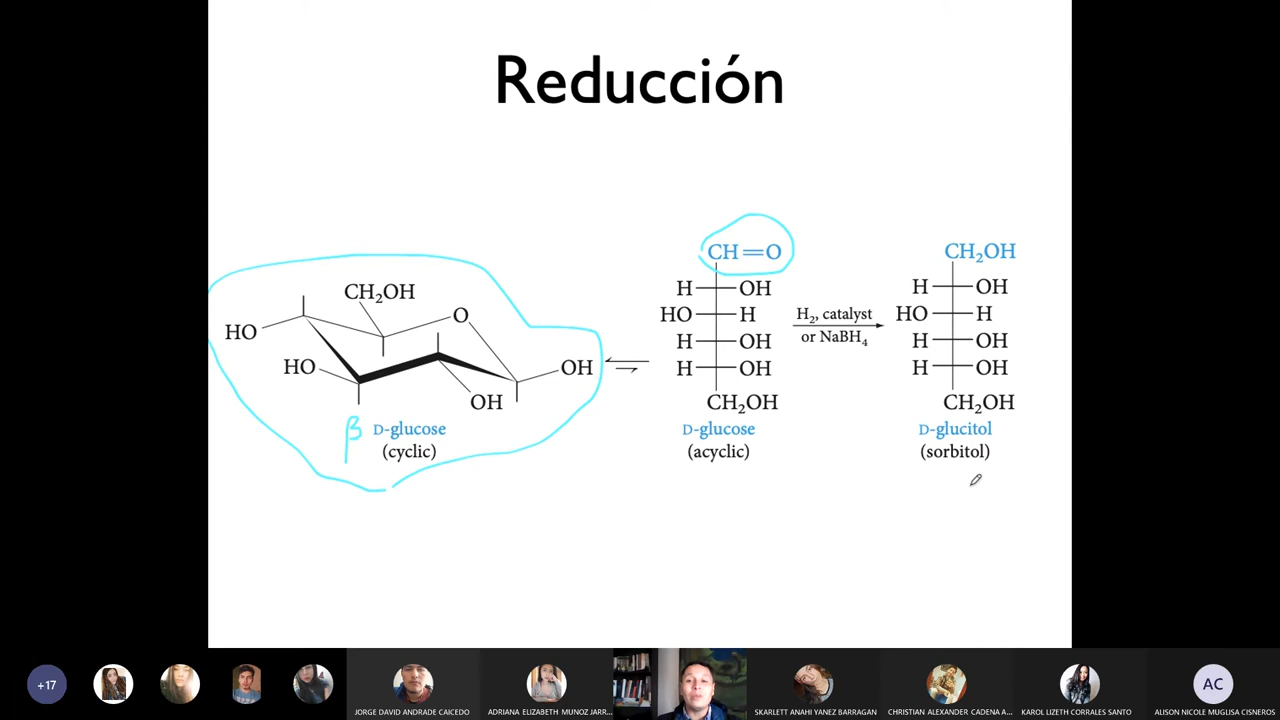 Reducción
CH₂OH
O
HO
HO
OH
OH
β D-glucose
(cyclic)
CH=O
H OH
HO H
H OH
H OH
CH₂OH
D-glucose
(acyclic)
H₂, catalyst
or NaBH₄
CH₂OH
H OH
HO H
H OH
H OH
CH₂OH
D-glucitol
(sorbitol)
+17
JORGE DAVID ANDRADE CAICEDO
ADRIANA ELIZABETH MUNOZ JARR...
SKARLETT ANAHI YANEZ BARRAGAN
CHRISTIAN ALEXANDER CADENA A...
KAROL LIZETH CORRALES SANTO
AC
ALISON NICOLE MUGLISA CISNEROS